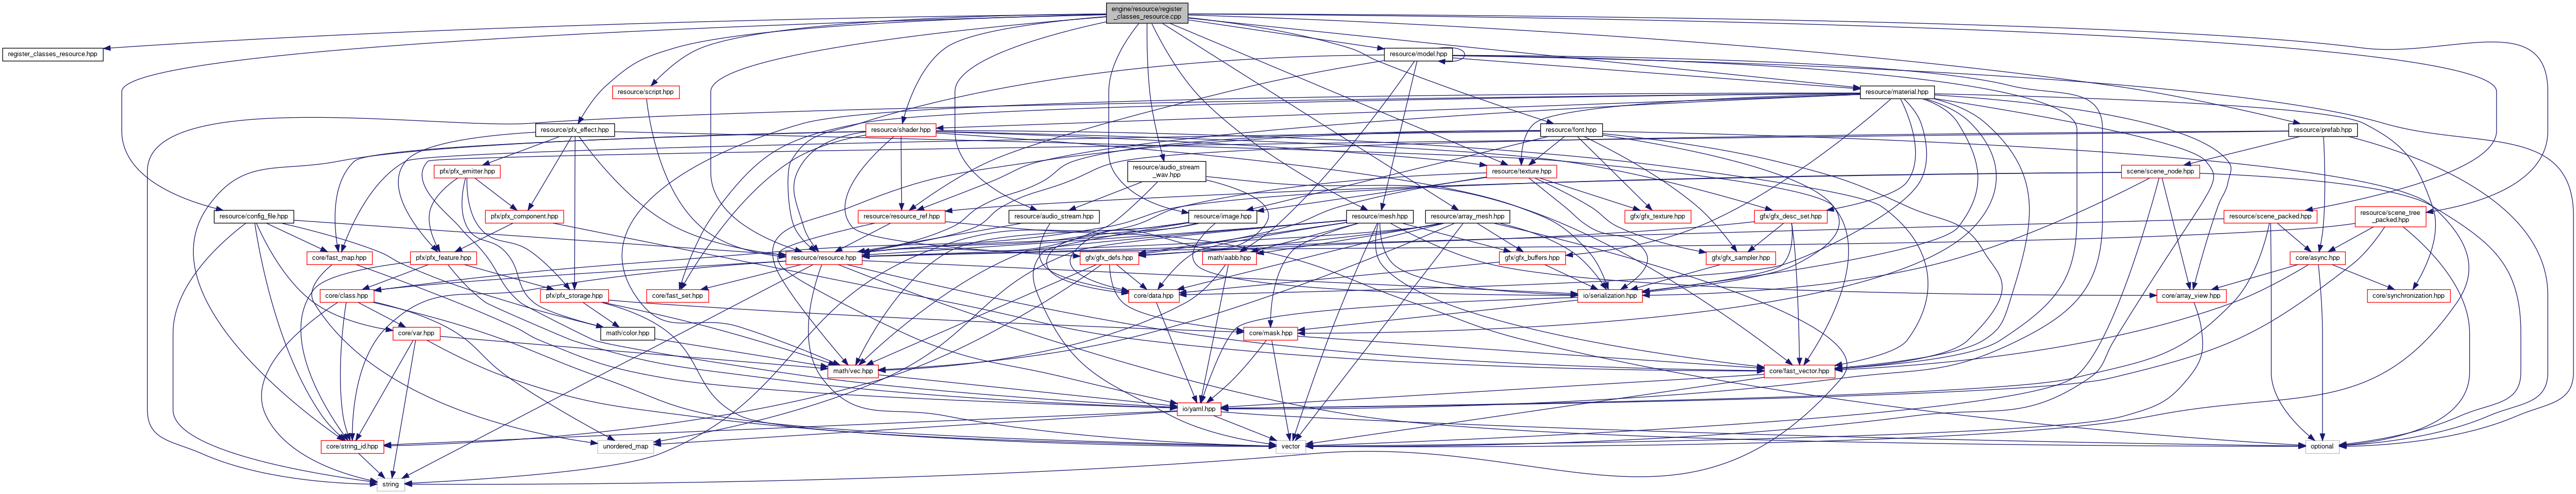 engine/resource/register
_classes_resource.cpp
register_classes_resource.hpp
resource/model.hpp
resource/script.hpp
resource/material.hpp
resource/pfx_effect.hpp
resource/shader.hpp
resource/font.hpp
resource/prefab.hpp
pfx/pfx_emitter.hpp
resource/audio_stream
_wav.hpp
resource/texture.hpp
scene/scene_node.hpp
resource/config_file.hpp
pfx/pfx_component.hpp
resource/resource_ref.hpp
resource/audio_stream.hpp
resource/image.hpp
resource/mesh.hpp
resource/array_mesh.hpp
gfx/gfx_texture.hpp
gfx/gfx_desc_set.hpp
resource/scene_packed.hpp
resource/scene_tree
_packed.hpp
core/fast_map.hpp
pfx/pfx_feature.hpp
resource/resource.hpp
gfx/gfx_defs.hpp
math/aabb.hpp
gfx/gfx_buffers.hpp
gfx/gfx_sampler.hpp
core/async.hpp
core/class.hpp
pfx/pfx_storage.hpp
core/fast_set.hpp
core/data.hpp
io/serialization.hpp
core/array_view.hpp
core/synchronization.hpp
core/var.hpp
math/color.hpp
core/mask.hpp
math/vec.hpp
core/fast_vector.hpp
io/yaml.hpp
core/string_id.hpp
unordered_map
vector
optional
string